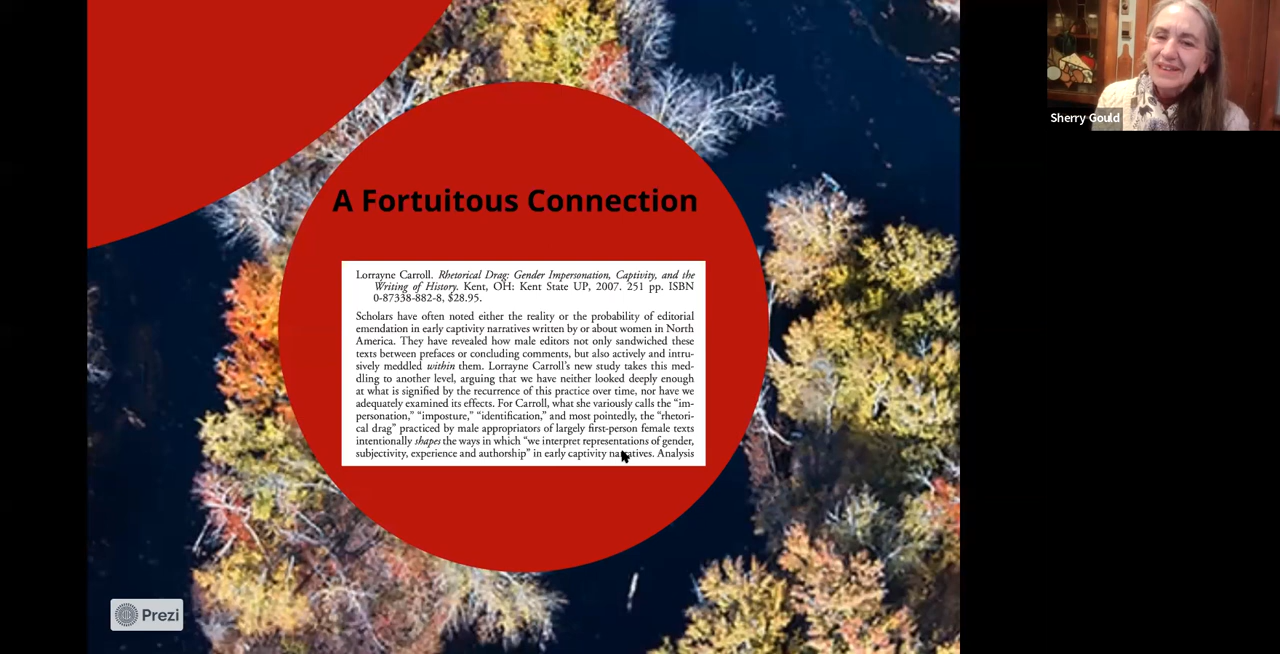 A Fortuitous Connection
Lorrayne Carroll. Rhetorical Drag: Gender Impersonation, Captivity, and the
Writing of History. Kent, OH: Kent State UP, 2007. 251 pp. ISBN
0-87338-882-8, $28.95.
Scholars have often noted either the reality or the probability of editorial
emendation in early captivity narratives written by or about women in North
America. They have revealed how male editors not only sandwiched these
texts between prefaces or concluding comments, but also actively and intru-
sively meddled within them. Lorrayne Carroll's new study takes this med-
dling to another level, arguing that we have neither looked deeply enough
at what is signified by the recurrence of this practice over time, nor have we
adequately examined its effects. For Carroll, what she variously calls the “im-
personation,” “imposture,” “identification,” and most pointedly, the “rhetori-
cal drag” practiced by male appropriators of largely first-person female texts
intentionally shapes the ways in which “we interpret representations of gender,
subjectivity, experience and authorship” in early captivity narratives. Analysis
Prezi
Sherry Gould